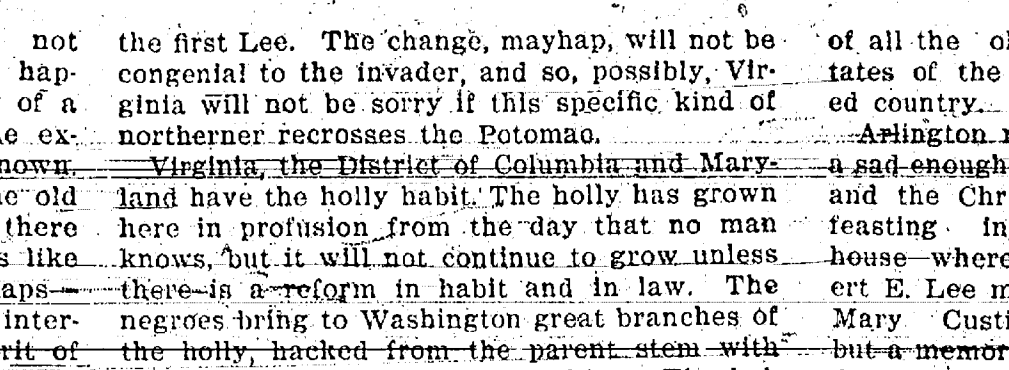 not
hap-
of a
ex-
nown.
old
there
like
aps
inter-
rit of
the first Lee. The change, mayhap, will not be
congenial to the invader, and so, possibly, Vir-
ginia will not be sorry if this specific kind of
northerner recrosses the Potomac.
Virginia, the District of Columbia and Mary-
land have the holly habit. The holly has grown
here in profusion from the day that no man
knows, but it will not continue to grow unless
there is a reform in habit and in law. The
negroes bring to Washington great branches of
the holly, hacked from the parent stem with
of all the
tates of the
ed country.
Arlington
a sad enough
and the Chr
feasting in
house where
ert E. Lee
Mary Custi
but a memor